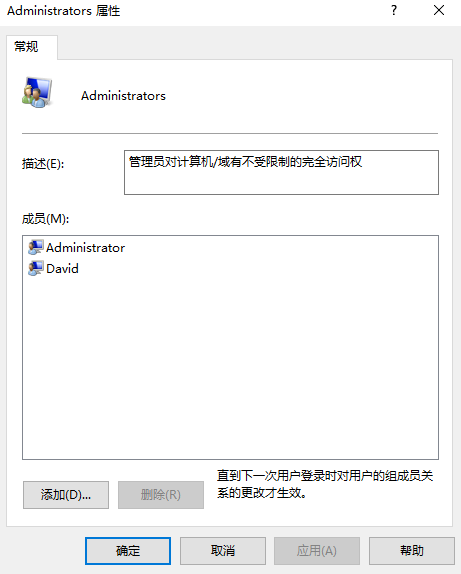 Administrators 属性
?
常规
Administrators
描述(E):
管理员对计算机/域有不受限制的完全访问权
成员(M):
Administrator
David
添加(D)...
删除(R)
直到下一次用户登录时对用户的组成员关
系的更改才生效。
确定
取消
应用(A)
帮助